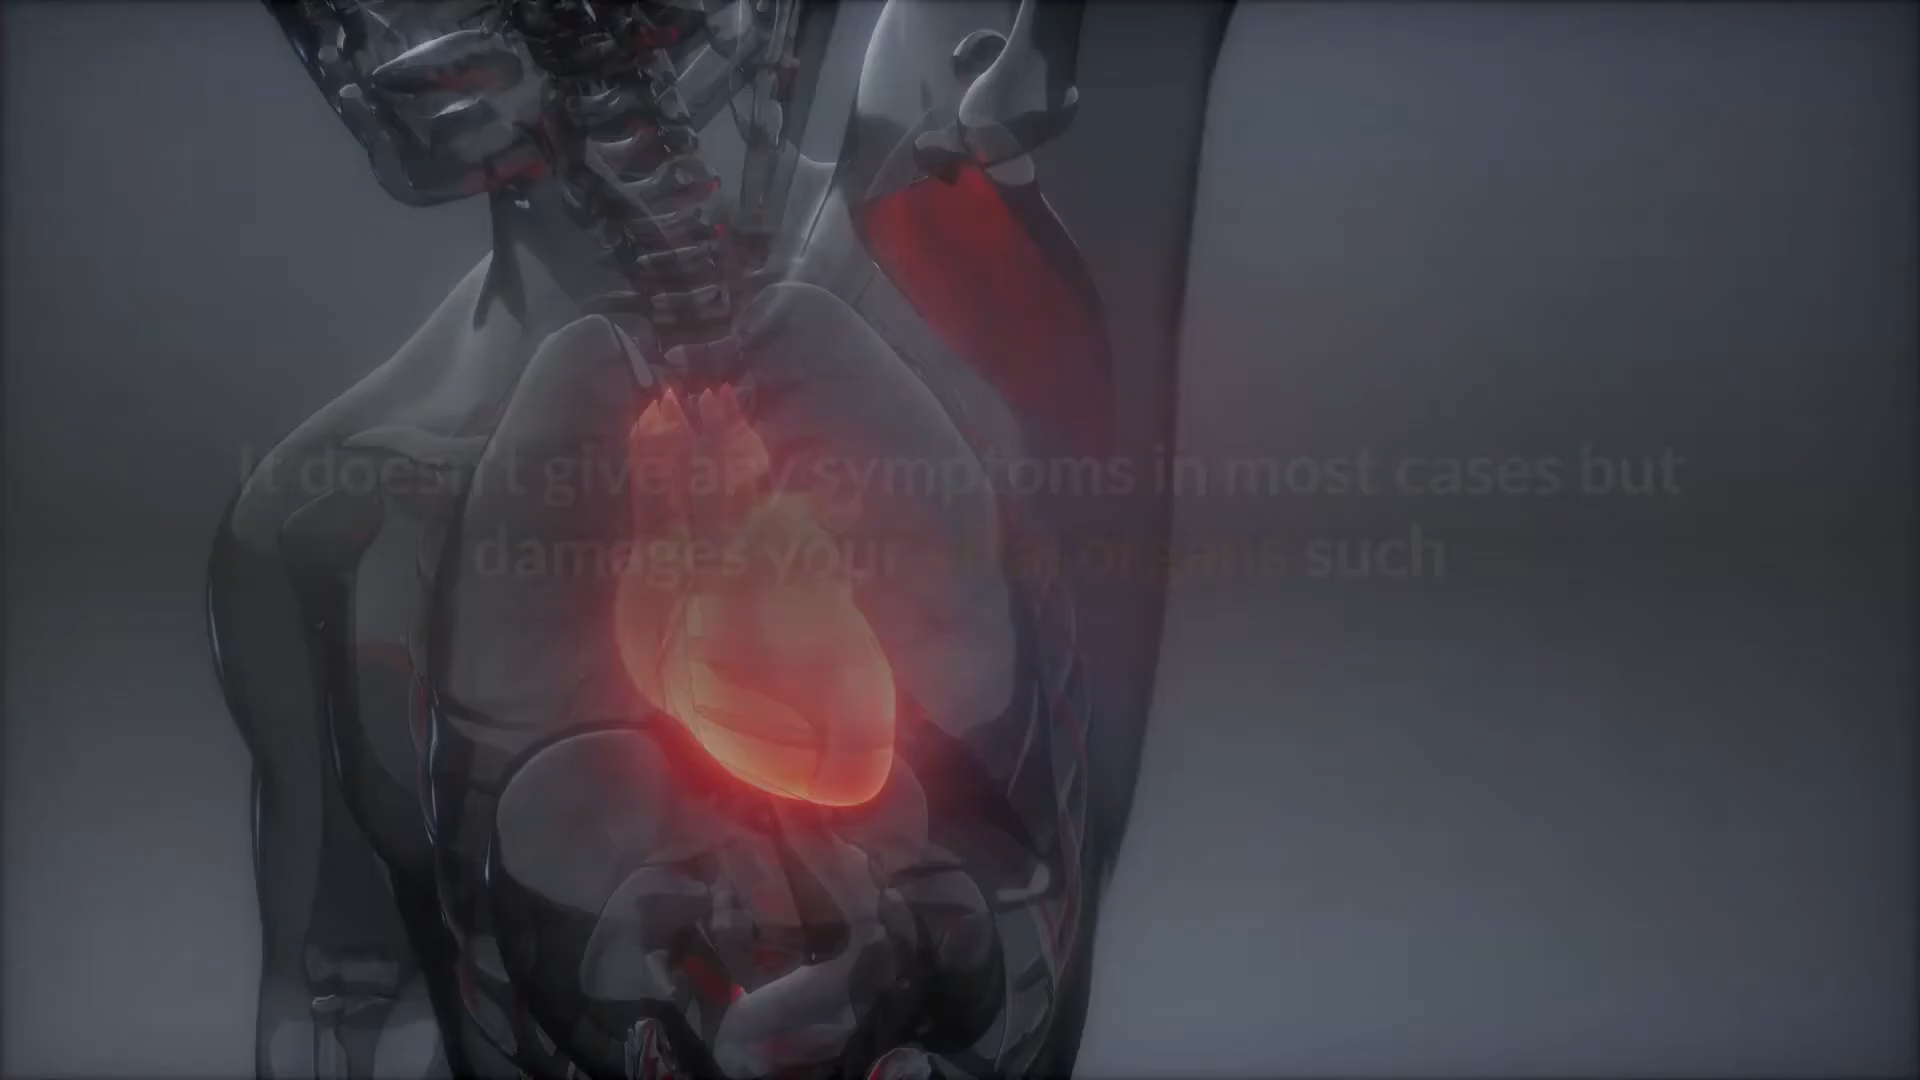 It doesn't give any symptoms in most cases but
damages your vital organs such